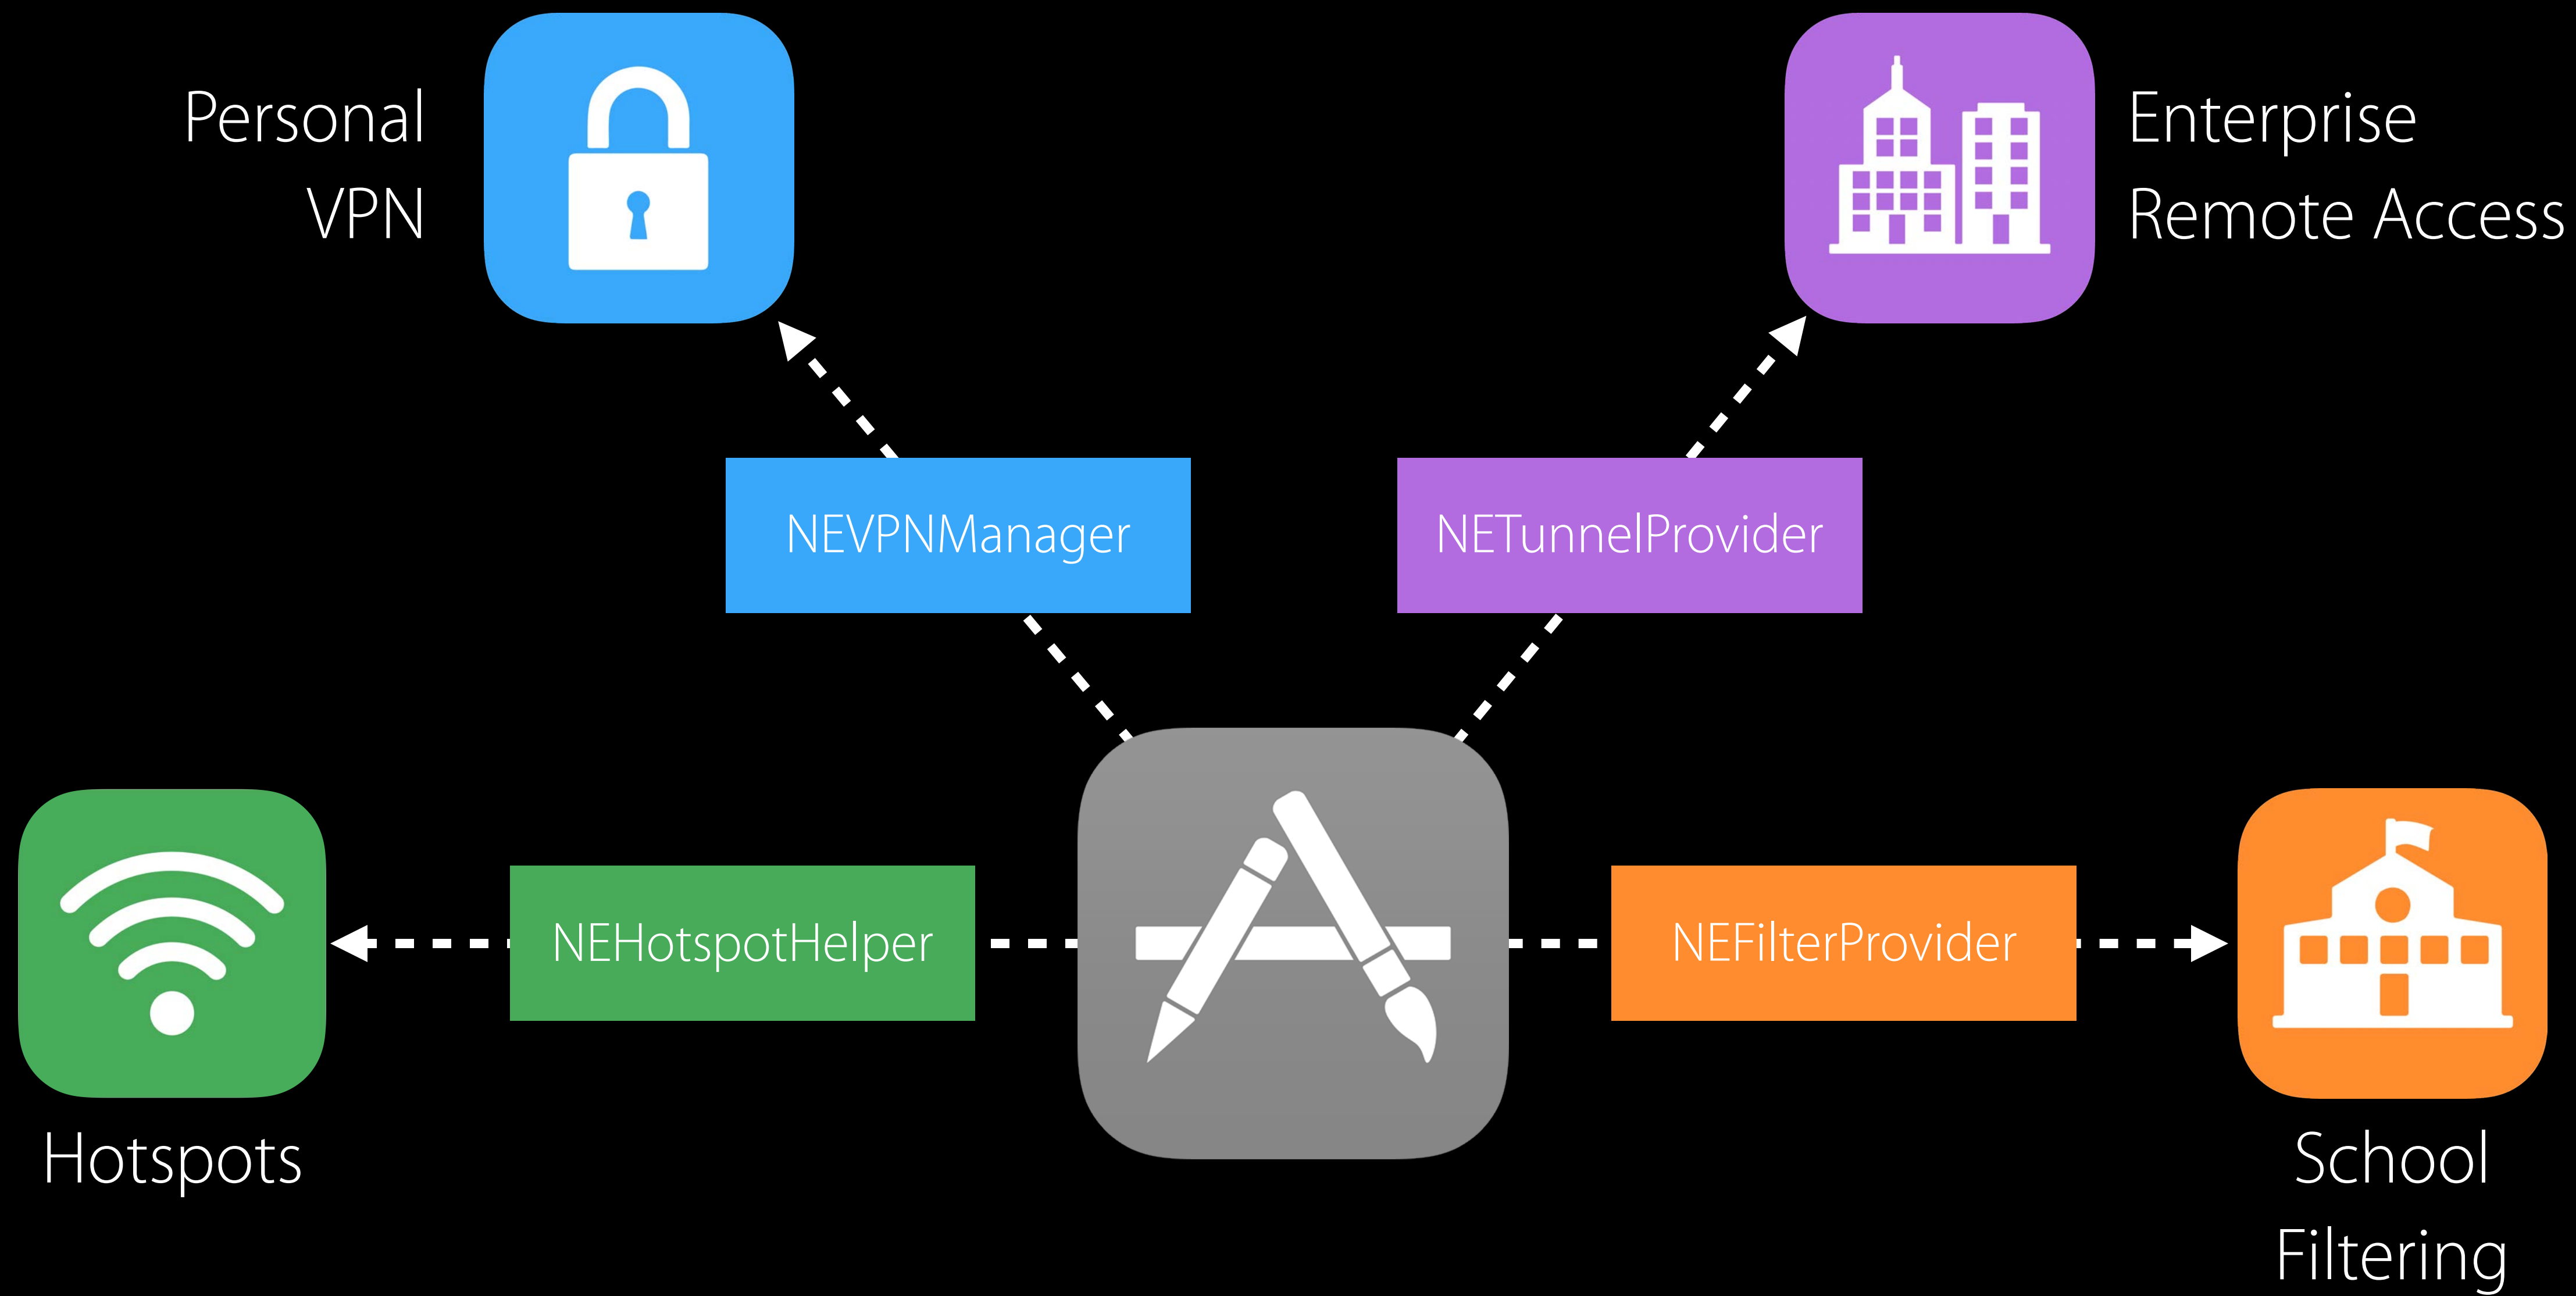 Personal
VPN
Enterprise
Remote Access
NEVPNManager
NETunnelProvider
NEHotspotHelper
NEFilterProvider
Hotspots
School
Filtering